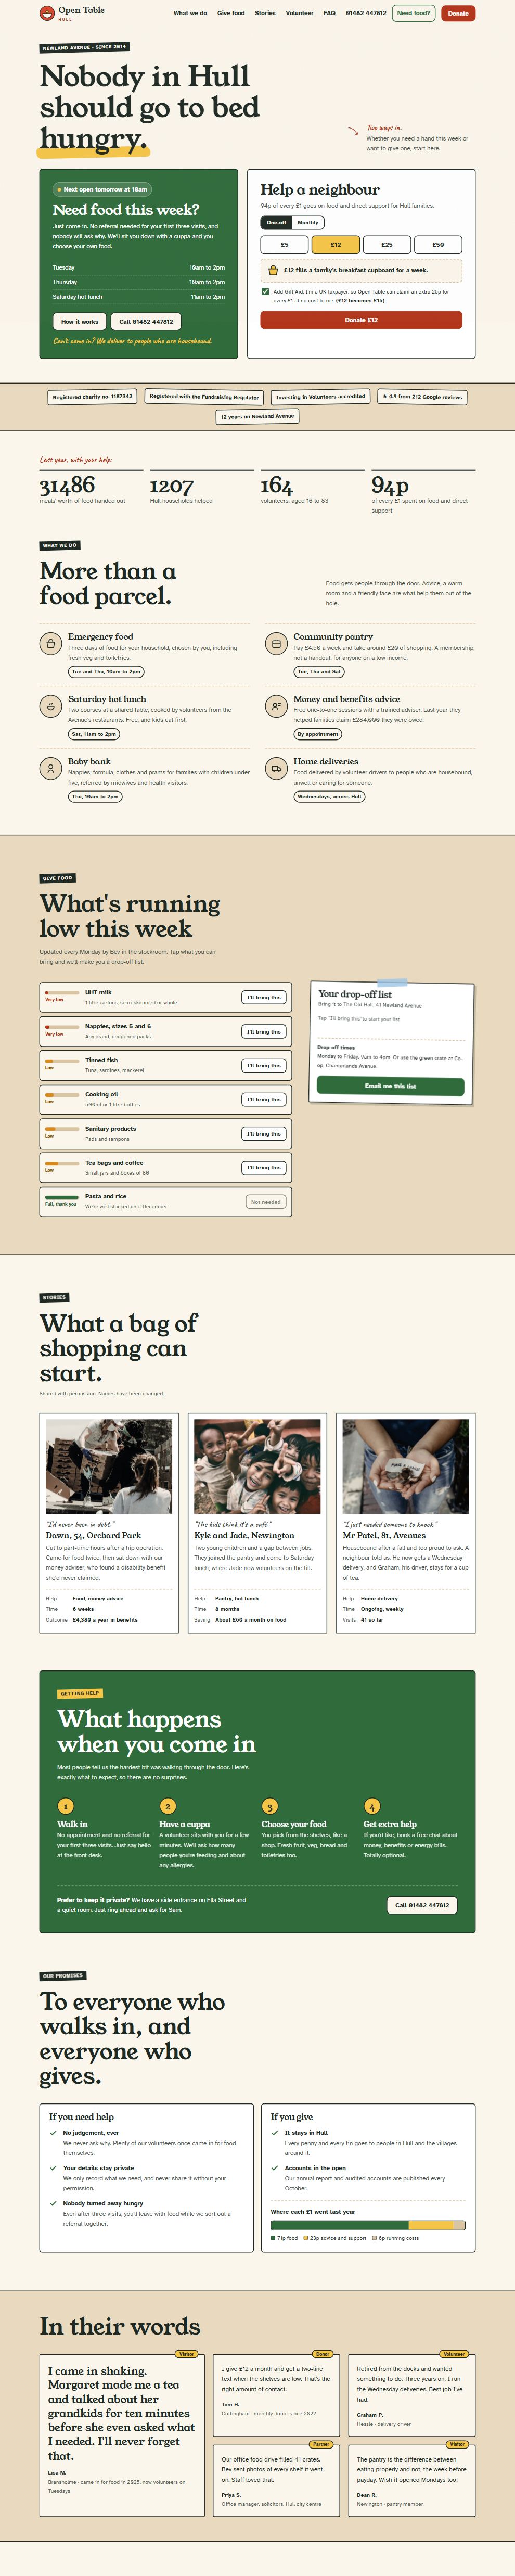 Open Table
HULL
What we do
Give food
Stories
Volunteer
FAQ
01482 447812
Need food?
Donate
NEWLAND AVENUE · SINCE 2014
Nobody in Hull
should go to bed
hungry.
Two ways in.
Whether you need a hand this week or
want to give one, start here.
Next open tomorrow at 10am
Need food this week?
Just come in. No referral needed for your first three visits, and
nobody will ask why. We'll sit you down with a cuppa and you
choose your own food.
Tuesday 10am to 2pm
Thursday 10am to 2pm
Saturday hot lunch 11am to 2pm
How it works
Call 01482 447812
Can't come in? We deliver to people who are housebound.
Help a neighbour
94p of every £1 goes on food and direct support for Hull families.
One-off
Monthly
£5
£12
£25
£50
£12 fills a family's breakfast cupboard for a week.
Add Gift Aid. I'm a UK taxpayer, so Open Table can claim an extra 25p for
every £1 at no cost to me. (£12 becomes £15)
Donate £12
Registered charity no. 1187342
Registered with the Fundraising Regulator
Investing in Volunteers accredited
★ 4.9 from 212 Google reviews
12 years on Newland Avenue
Last year, with your help:
31486
meals' worth of food handed out
1207
Hull households helped
164
volunteers, aged 16 to 83
94p
of every £1 spent on food and direct
support
WHAT WE DO
More than a
food parcel.
Food gets people through the door. Advice, a warm
room and a friendly face are what help them out of the
hole.
Emergency food
Three days of food for your household, chosen by you, including
fresh veg and toiletries.
Tue and Thu, 10am to 2pm
Community pantry
Pay £4.50 a week and take around £20 of shopping. A membership,
not a handout, for anyone on a low income.
Tue, Thu and Sat
Saturday hot lunch
Two courses at a shared table, cooked by volunteers from the
Avenue's restaurants. Free, and kids eat first.
Sat, 11am to 2pm
Money and benefits advice
Free one-to-one sessions with a trained adviser. Last year they
helped families claim £284,000 they were owed.
By appointment
Baby bank
Nappies, formula, clothes and prams for families with children under
five, referred by midwives and health visitors.
Thu, 10am to 2pm
Home deliveries
Food delivered by volunteer drivers to people who are housebound,
unwell or caring for someone.
Wednesdays, across Hull
GIVE FOOD
What's running
low this week
Updated every Monday by Bev in the stockroom. Tap what you can
bring and we'll make you a drop-off list.
Very low
UHT milk
1 litre cartons, semi-skimmed or whole
I'll bring this
Very low
Nappies, sizes 5 and 6
Any brand, unopened packs
I'll bring this
Low
Tinned fish
Tuna, sardines, mackerel
I'll bring this
Low
Cooking oil
500ml or 1 litre bottles
I'll bring this
Low
Sanitary products
Pads and tampons
I'll bring this
Low
Tea bags and coffee
Small jars and boxes of 80
I'll bring this
Full, thank you
Pasta and rice
We're well stocked until December
Not needed
Your drop-off list
Bring it to The Old Hall, 41 Newland Avenue
Tap "I'll bring this" to start your list
Drop-off times
Monday to Friday, 9am to 4pm. Or use the green crate at Co-
op, Chanterlands Avenue.
Email me this list
STORIES
What a bag of
shopping can
start.
Shared with permission. Names have been changed.
"I'd never been in debt."
Dawn, 54, Orchard Park
Cut to part-time hours after a hip operation.
Came for food twice, then sat down with our
money adviser, who found a disability benefit
she'd never claimed.
Help Food, money advice
Time 6 weeks
Outcome £4,380 a year in benefits
"The kids think it's a café."
Kyle and Jade, Newington
Two young children and a gap between jobs.
They joined the pantry and come to Saturday
lunch, where Jade now volunteers on the till.
Help Pantry, hot lunch
Time 8 months
Saving About £60 a month on food
"I just needed someone to knock."
Mr Patel, 81, Avenues
Housebound after a fall and too proud to ask. A
neighbour told us. He now gets a Wednesday
delivery, and Graham, his driver, stays for a cup
of tea.
Help Home delivery
Time Ongoing, weekly
Visits 41 so far
GETTING HELP
What happens
when you come in
Most people tell us the hardest bit was walking through the door. Here's
exactly what to expect, so there are no surprises.
1
Walk in
No appointment and no referral for
your first three visits. Just say hello
at the front desk.
2
Have a cuppa
A volunteer sits with you for a few
minutes. We'll ask how many
people you're feeding and about
any allergies.
3
Choose your food
You pick from the shelves, like a
shop. Fresh fruit, veg, bread and
toiletries too.
4
Get extra help
If you'd like, book a free chat about
money, benefits or energy bills.
Totally optional.
Prefer to keep it private? We have a side entrance on Ella Street and
a quiet room. Just ring ahead and ask for Sam.
Call 01482 447812
OUR PROMISES
To everyone who
walks in, and
everyone who
gives.
If you need help
No judgement, ever
We never ask why. Plenty of our volunteers once came in for food
themselves.
Your details stay private
We only record what we need, and never share it without your
permission.
Nobody turned away hungry
Even after three visits, you'll leave with food while we sort out a
referral together.
If you give
It stays in Hull
Every penny and every tin goes to people in Hull and the villages
around it.
Accounts in the open
Our annual report and audited accounts are published every
October.
Where each £1 went last year
71p food
23p advice and support
6p running costs
In their words
Visitor
I came in shaking.
Margaret made me a tea
and talked about her
grandkids for ten minutes
before she even asked what
I needed. I'll never forget
that.
Lisa M.
Bransholme · came in for food in 2025, now volunteers on
Tuesdays
Donor
I give £12 a month and get a two-line
text when the shelves are low. That's the
right amount of contact.
Tom H.
Cottingham · monthly donor since 2022
Volunteer
Retired from the docks and wanted
something to do. Three years on, I run
the Wednesday deliveries. Best job I've
had.
Graham P.
Hessle · delivery driver
Partner
Our office food drive filled 41 crates.
Bev sent photos of every shelf it went
on. Staff loved that.
Priya S.
Office manager, solicitors, Hull city centre
Visitor
The pantry is the difference between
eating properly and not, the week before
payday. Wish it opened Mondays too!
Dean R.
Newington · pantry member